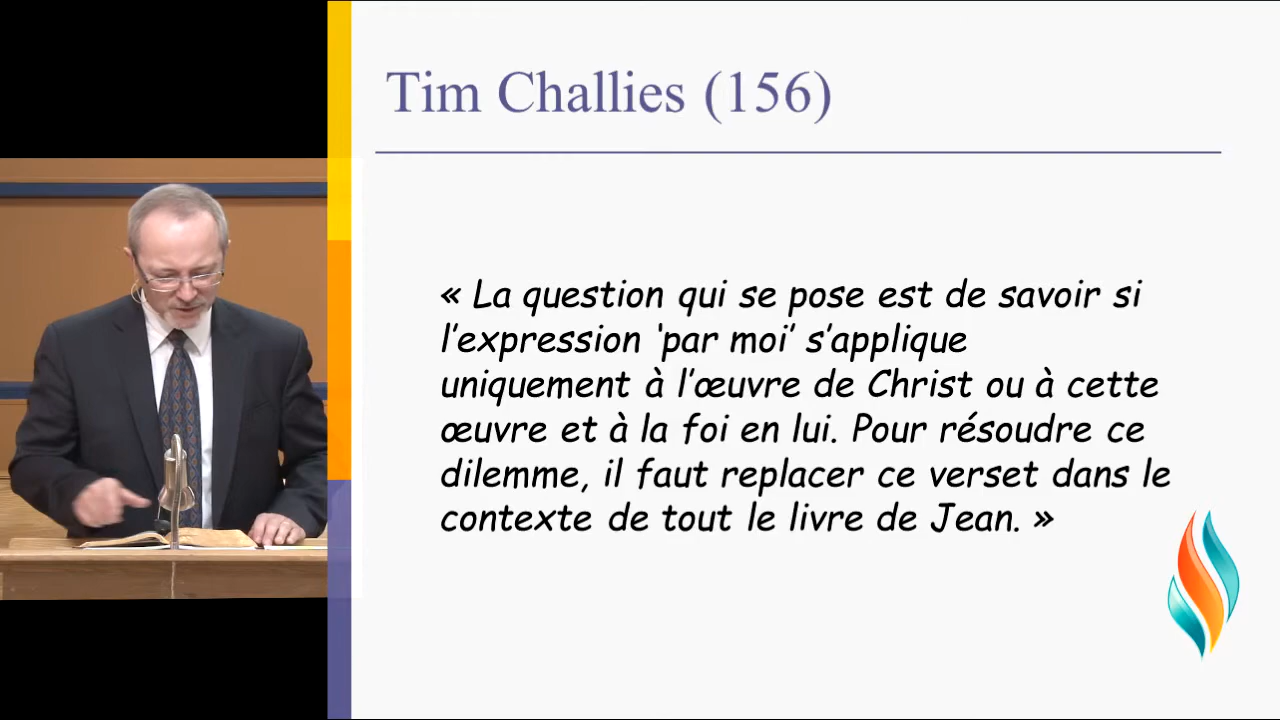 Tim Challies (156)
« La question qui se pose est de savoir si
l’expression ‘par moi’ s’applique
uniquement à l’œuvre de Christ ou à cette
œuvre et à la foi en lui. Pour résoudre ce
dilemme, il faut replacer ce verset dans le
contexte de tout le livre de Jean. »